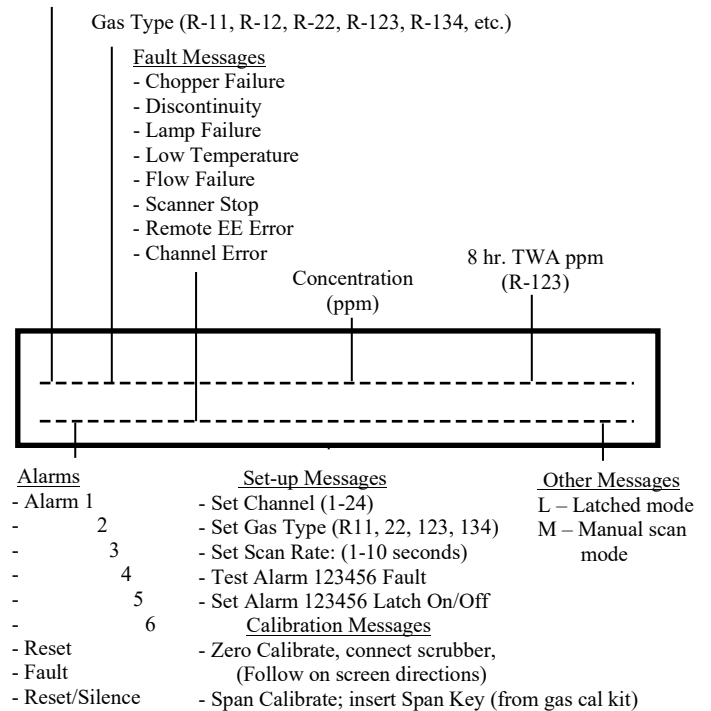 Gas Type (R-11, R-12, R-22, R-123, R-134, etc.)
Fault Messages
- Chopper Failure
- Discontinuity
- Lamp Failure
- Low Temperature
- Flow Failure
- Scanner Stop
- Remote EE Error
- Channel Error
Concentration
(ppm)
8 hr. TWA ppm
(R-123)
Alarms
- Alarm 1
- 2
- 3
- 4
- 5
- 6
- Reset
- Fault
- Reset/Silence
Set-up Messages
- Set Channel (1-24)
- Set Gas Type (R11, 22, 123, 134)
- Set Scan Rate: (1-10 seconds)
- Test Alarm 123456 Fault
- Set Alarm 123456 Latch On/Off
Calibration Messages
- Zero Calibrate, connect scrubber,
(Follow on screen directions)
- Span Calibrate; insert Span Key (from gas cal kit)
Other Messages
L – Latched mode
M – Manual scan
mode